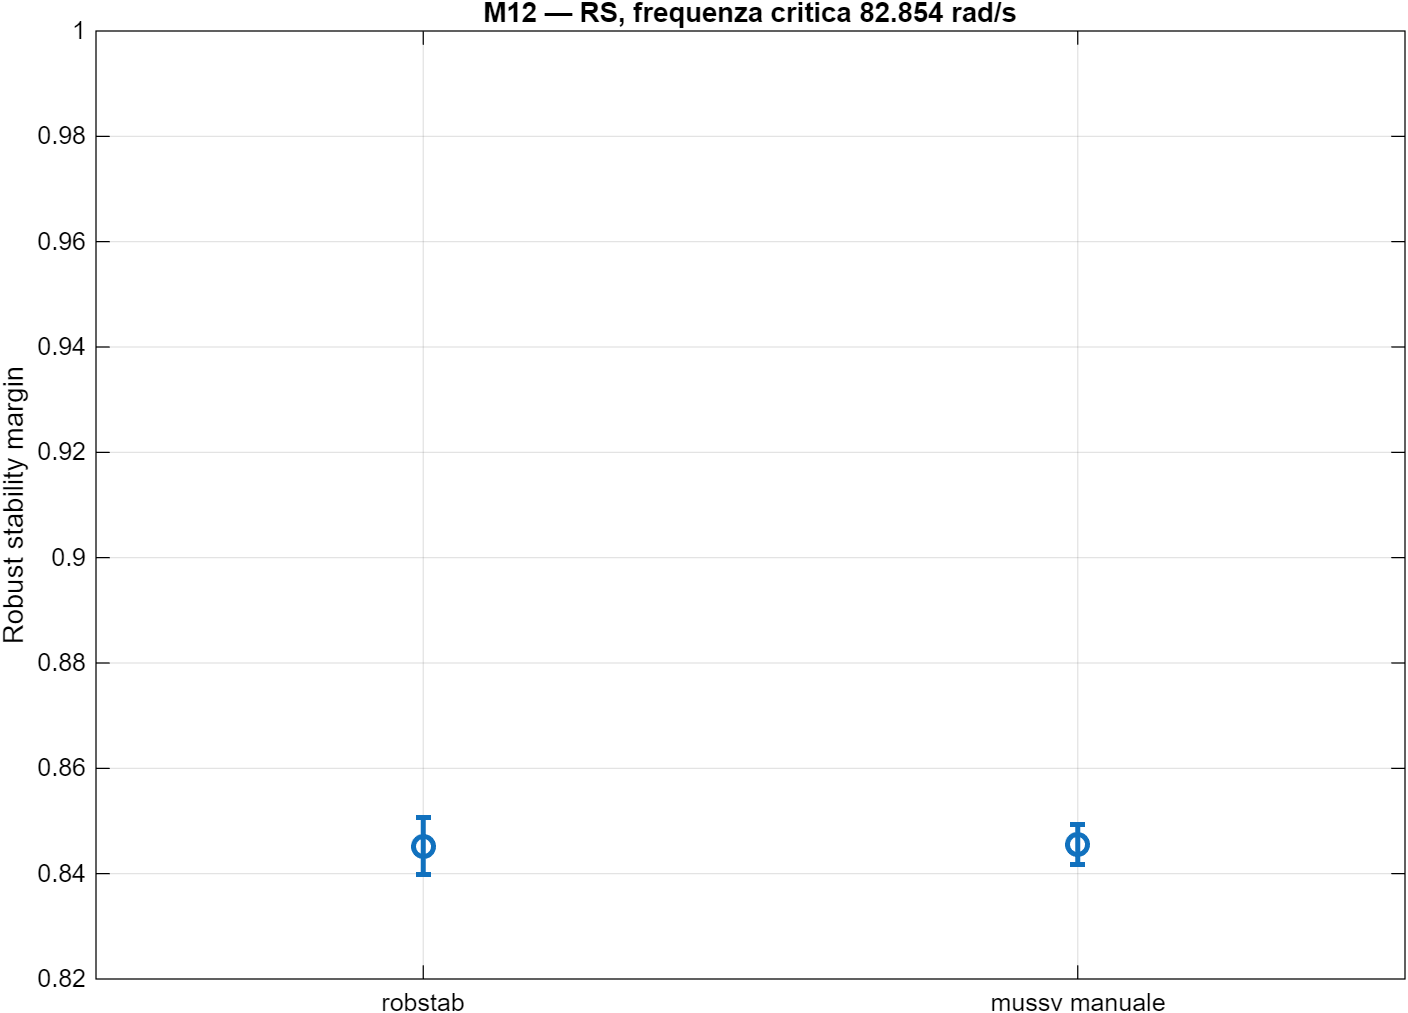 M12 — RS, frequenza critica 82.854 rad/s
Robust stability margin
1
0.98
0.96
0.94
0.92
0.9
0.88
0.86
0.84
0.82
robstab
mussv manuale